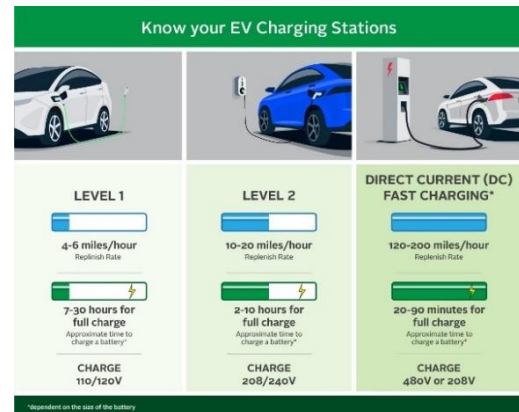 Know your EV Charging Stations
LEVEL 1
4-6 miles/hour
Replinish Rate
7-30 hours for
full charge
Approximate time to
charge a battery*
CHARGE
110/120V
LEVEL 2
10-20 miles/hour
Replenish Rate
2-10 hours for
full charge
Approximate time to
charge a battery*
CHARGE
208/240V
DIRECT CURRENT (DC)
FAST CHARGING*
120-200 miles/hour
Replenish Rate
20-90 minutes for
full charge
Approximate time to
charge a battery*
CHARGE
480V or 208V
*dependent on the size of the battery